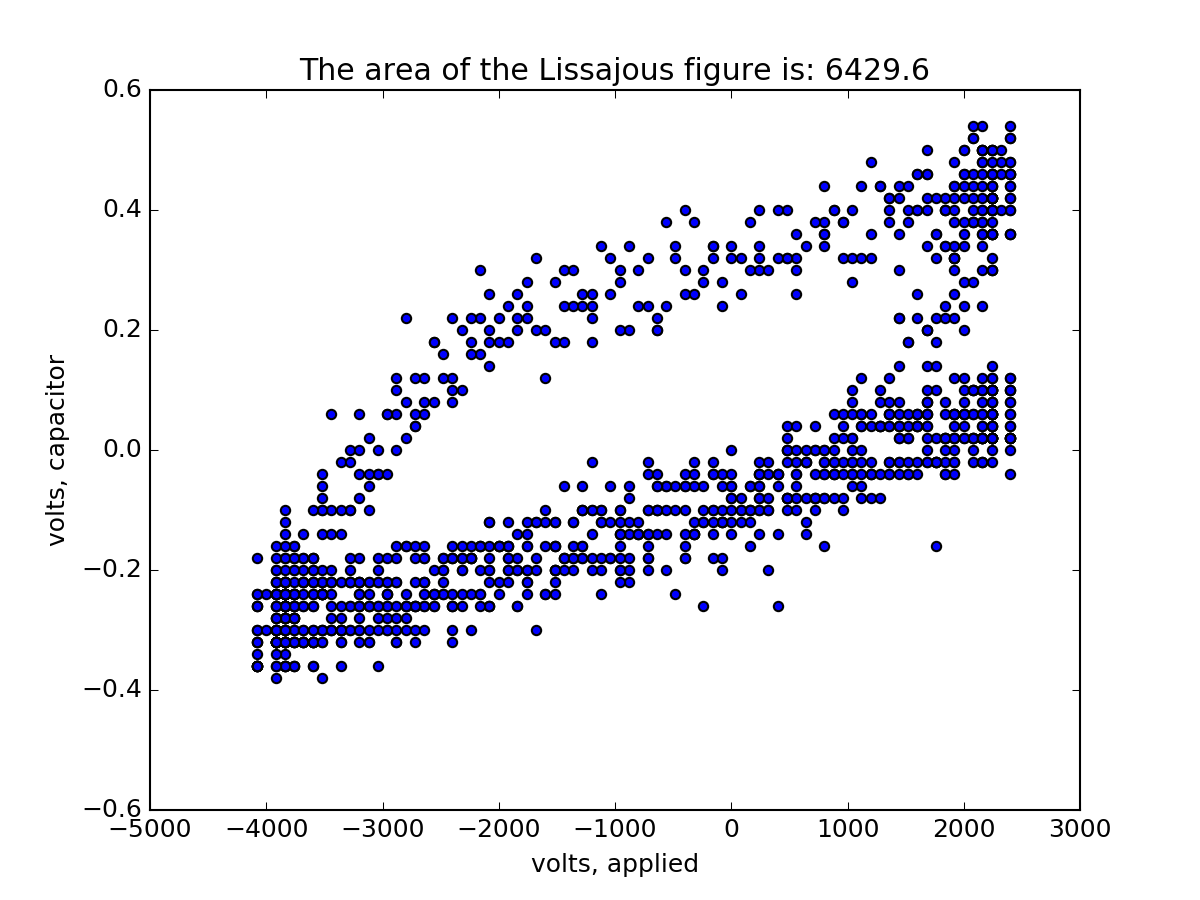 The area of the Lissajous figure is: 6429.6
0.6
0.4
0.2
0.0
−0.2
−0.4
−0.6
volts, capacitor
−5000 −4000 −3000 −2000 −1000 0 1000 2000 3000
volts, applied